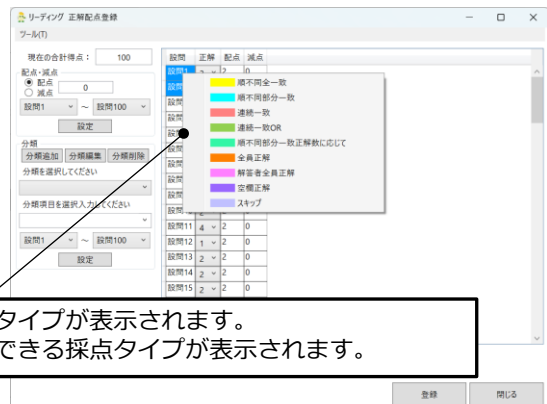 リーディング 正解配点登録
ツール(T)
現在の合計得点： 100
配点・減点
配点
減点
0
設問1 ～ 設問100
設定
分類
分類追加 分類編集 分類削除
分類を選択してください
分類項目を選択入力してください
設問1 ～ 設問100
設定
設問 正解 配点 減点
設問1 2 0
順不同全一致
順不同部分一致
連続一致
連続一致OR
順不同部分一致正解数に応じて
全員正解
解答者全員正解
空欄正解
スキップ
設問11 4 2 0
設問12 1 2 0
設問13 2 2 0
設問14 2 2 0
設問15 2 2 0
タイプが表示されます。
できる採点タイプが表示されます。
登録 閉じる